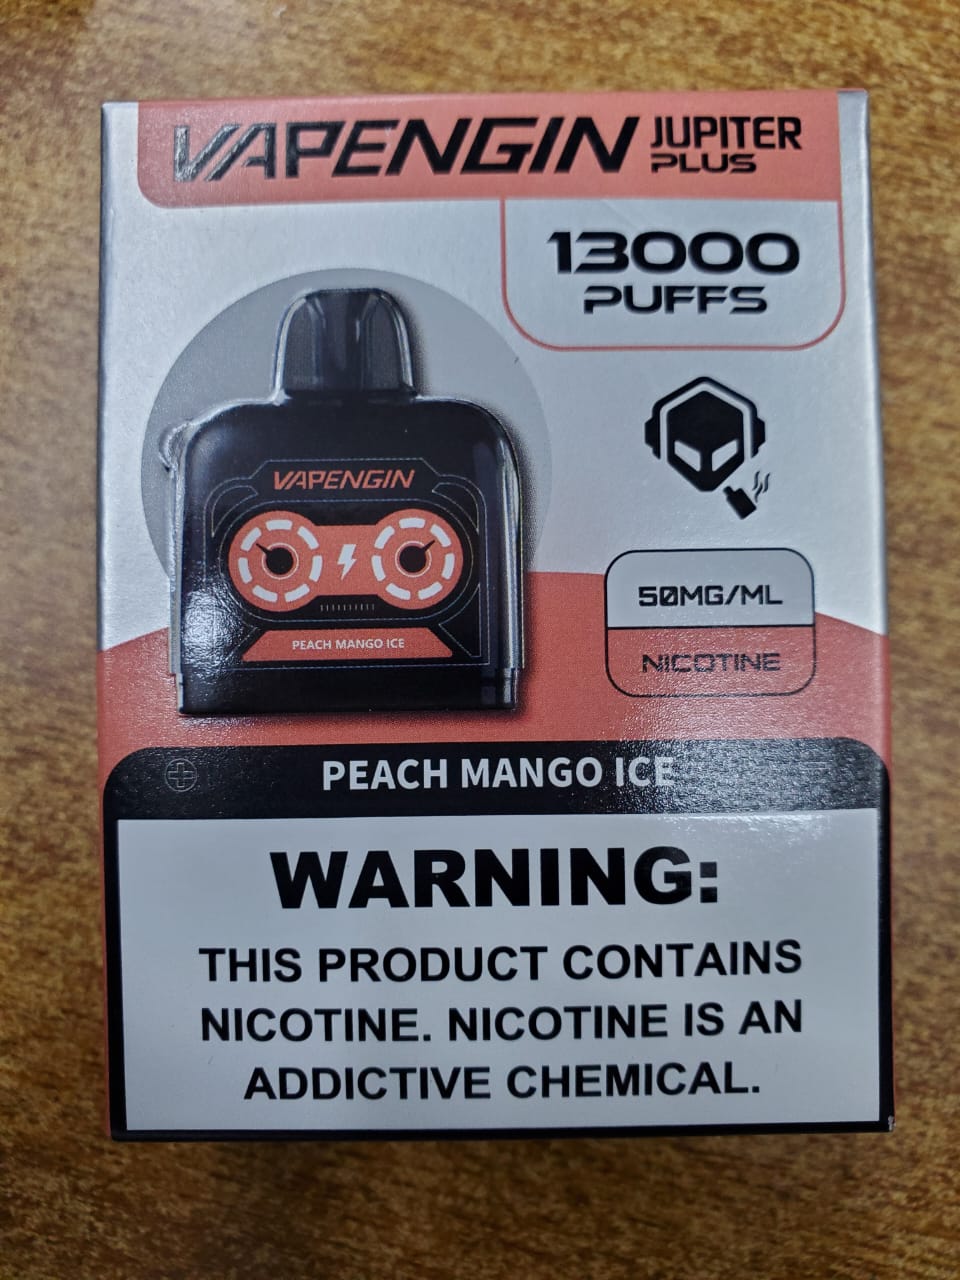 VAPENGIN JUPITER
PLUS
13000
PUFFS
VAPENGIN
PEACH MANGO ICE
50MG/ML
NICOTINE
PEACH MANGO ICE
WARNING:
THIS PRODUCT CONTAINS
NICOTINE. NICOTINE IS AN
ADDICTIVE CHEMICAL.